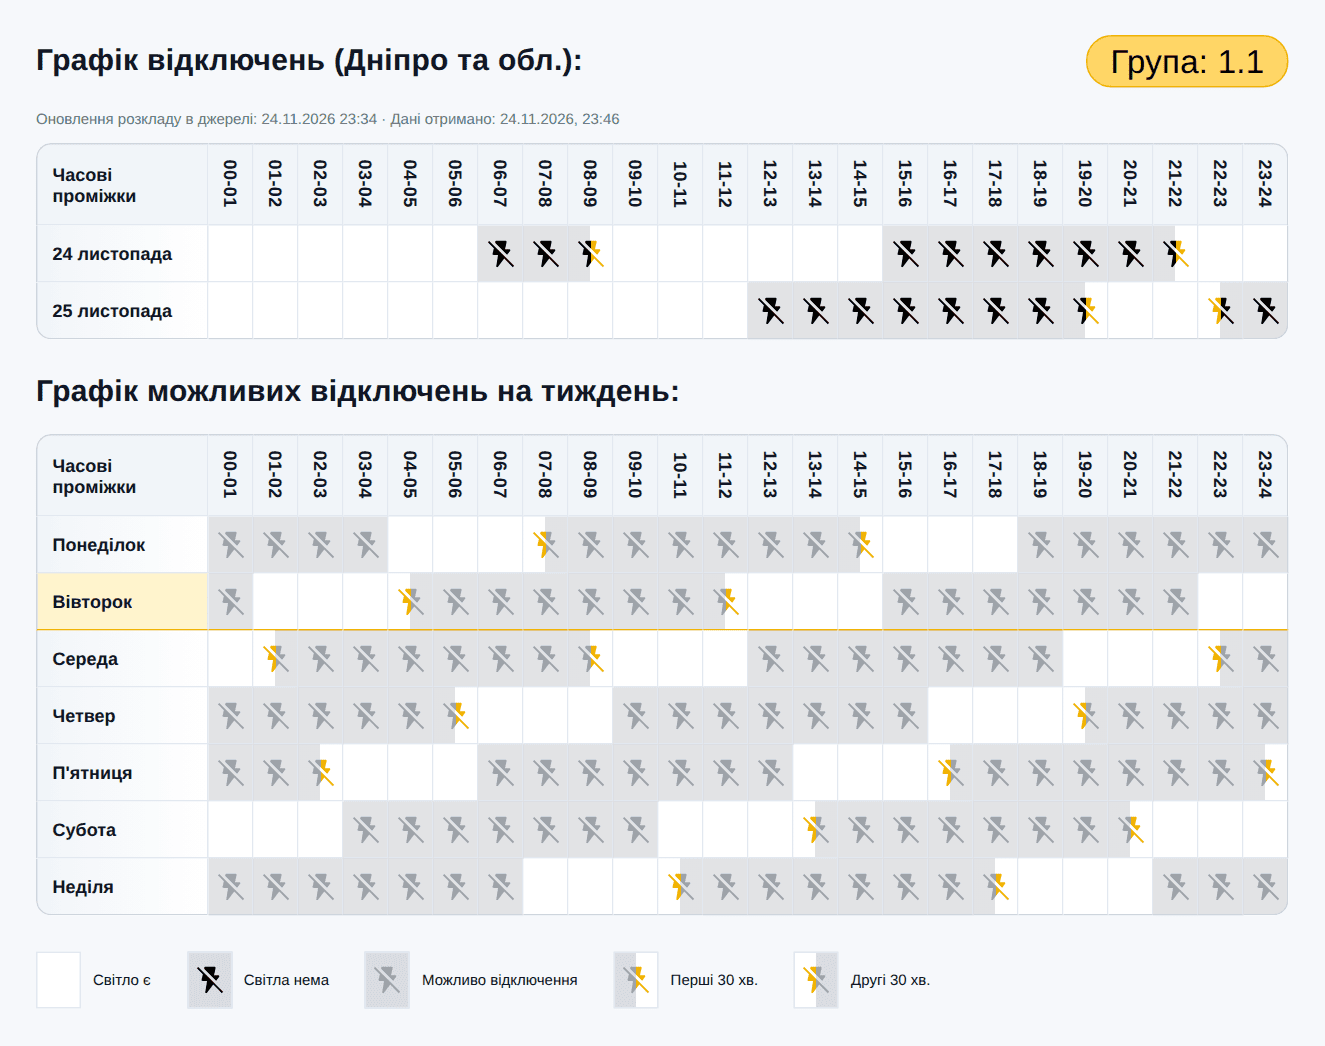 Графік відключень (Дніпро та обл.):
Група: 1.1
Оновлення розкладу в джерелі: 24.11.2026 23:34 · Дані отримано: 24.11.2026, 23:46
Часові
проміжки
00-01 01-02 02-03 03-04 04-05 05-06 06-07 07-08 08-09 09-10 10-11 11-12 12-13 13-14 14-15 15-16 16-17 17-18 18-19 19-20 20-21 21-22 22-23 23-24
24 листопада
25 листопада
Графік можливих відключень на тиждень:
Часові
проміжки
00-01 01-02 02-03 03-04 04-05 05-06 06-07 07-08 08-09 09-10 10-11 11-12 12-13 13-14 14-15 15-16 16-17 17-18 18-19 19-20 20-21 21-22 22-23 23-24
Понеділок
Вівторок
Середа
Четвер
П'ятниця
Субота
Неділя
Світло є
Світла нема
Можливо відключення
Перші 30 хв.
Другі 30 хв.